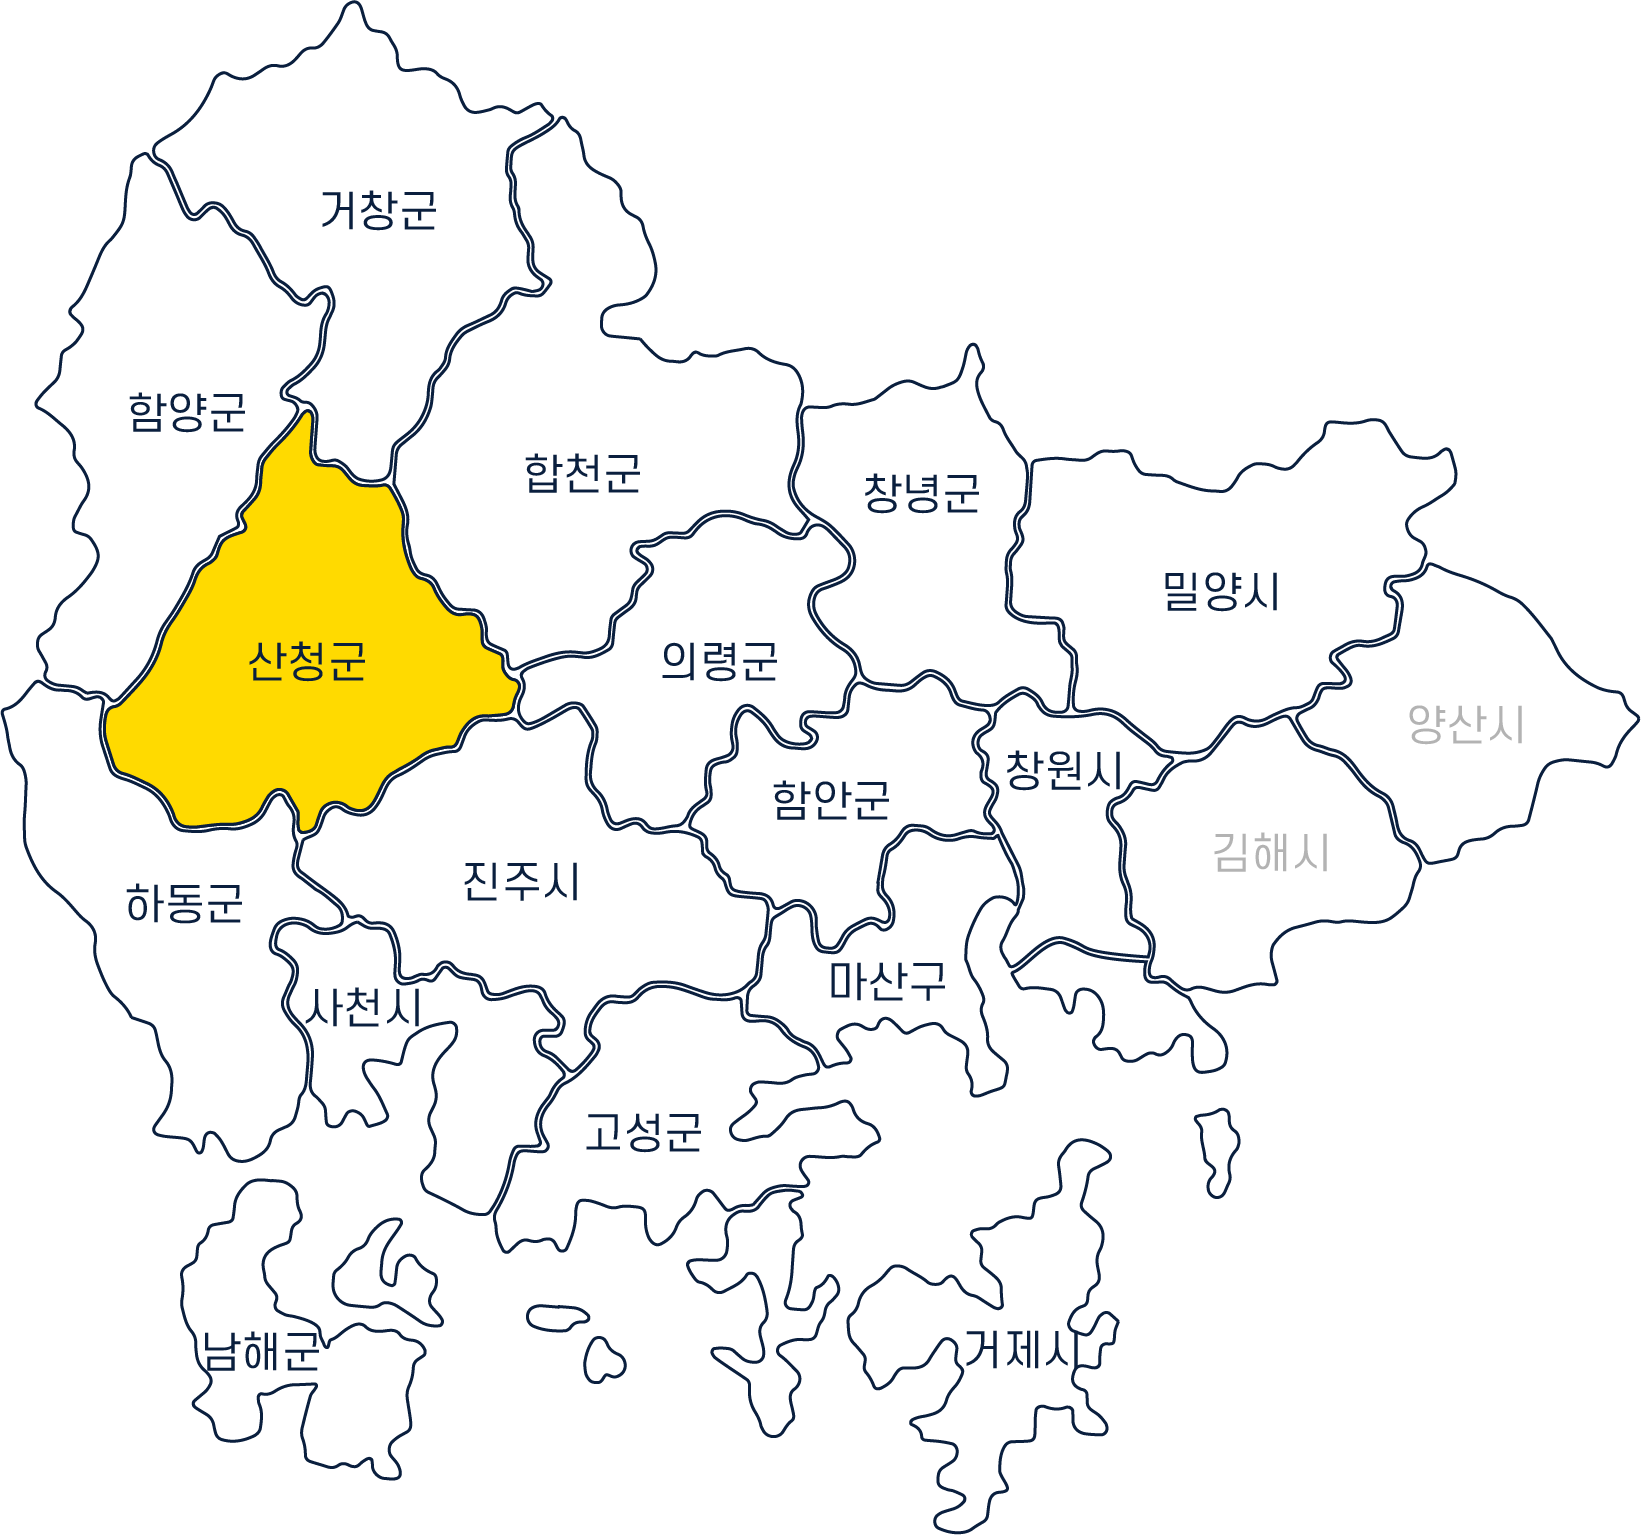 거창군
함양군
합천군
창녕군
밀양시
산청군
의령군
양산시
창원시
함안군
김해시
진주시
하동군
마산구
사천시
고성군
남해군
거제시